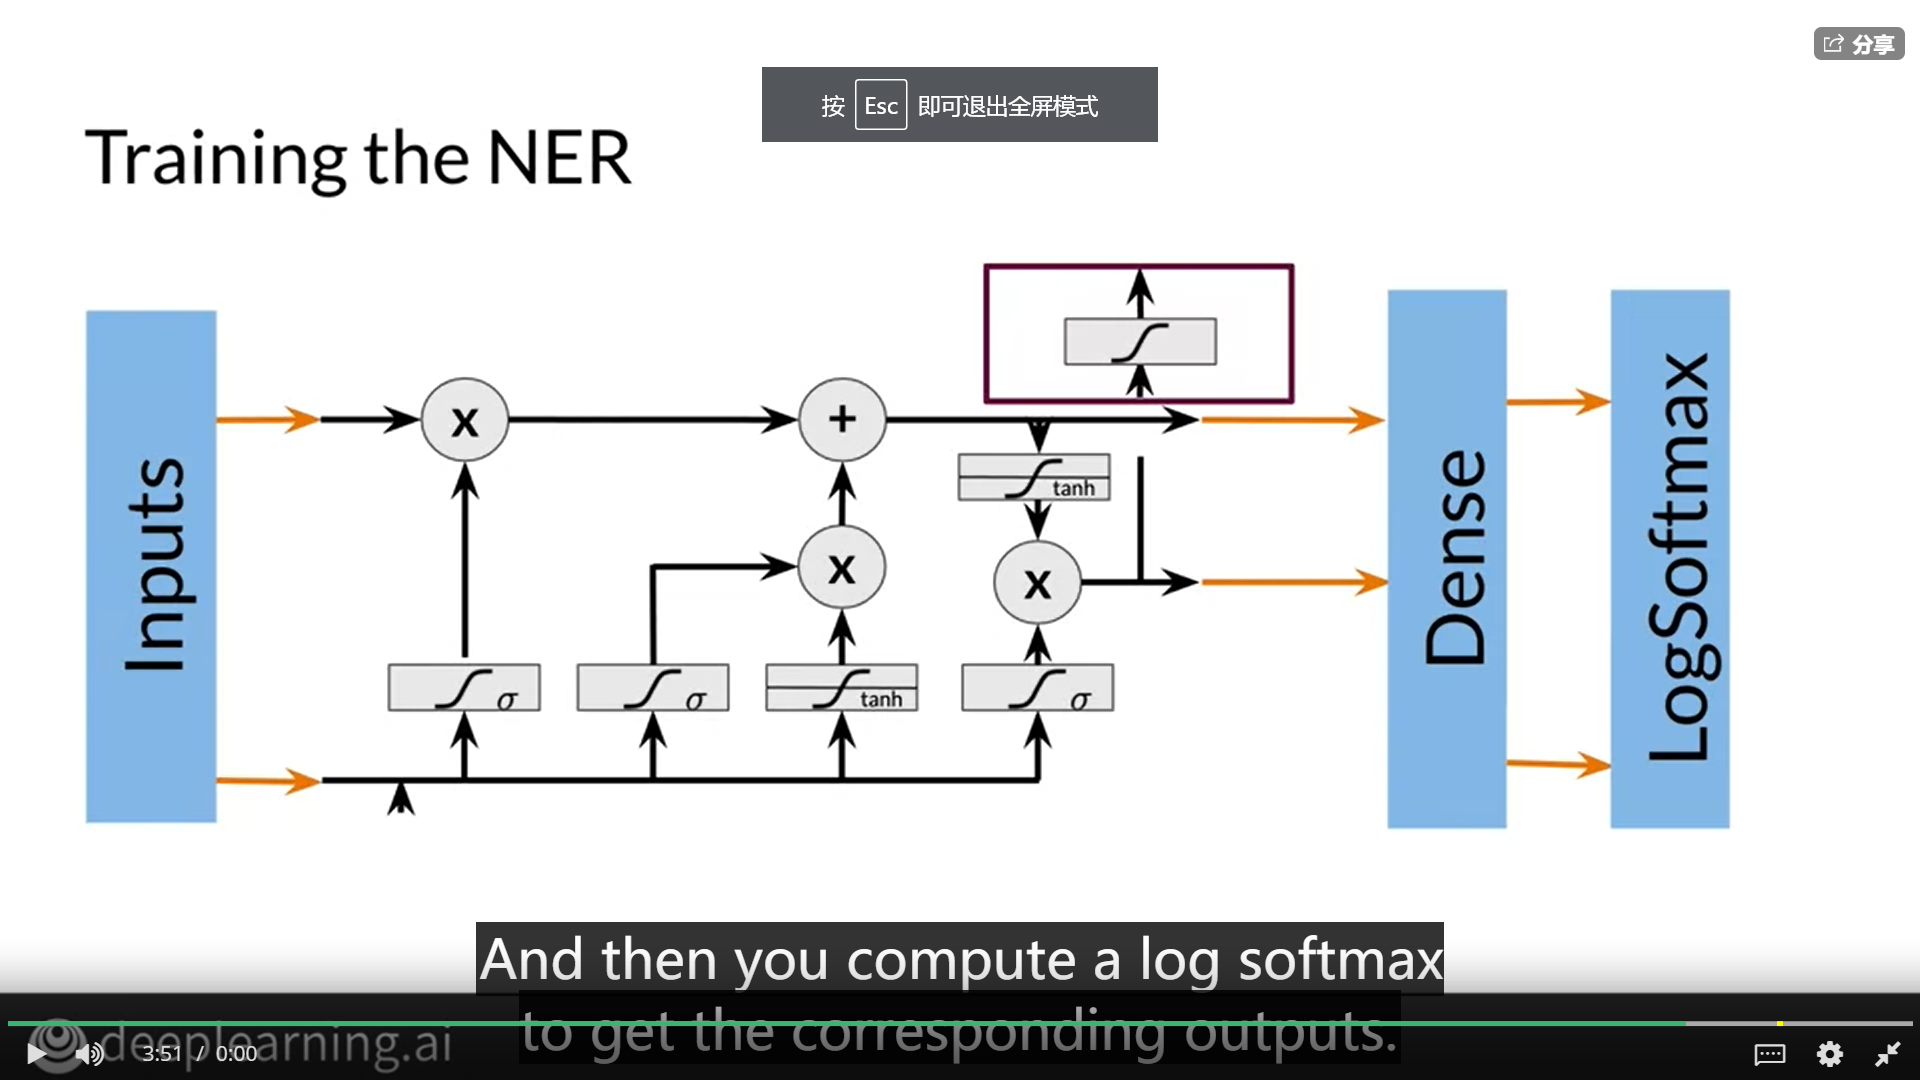 分享
按 Esc 即可退出全屏模式
Training the NER
Inputs
x
+
x
tanh
x
σ
σ
tanh
σ
Dense
LogSoftmax
And then you compute a log softmax
to get the corresponding outputs.
deeplearning.ai
3:51 / 0:00